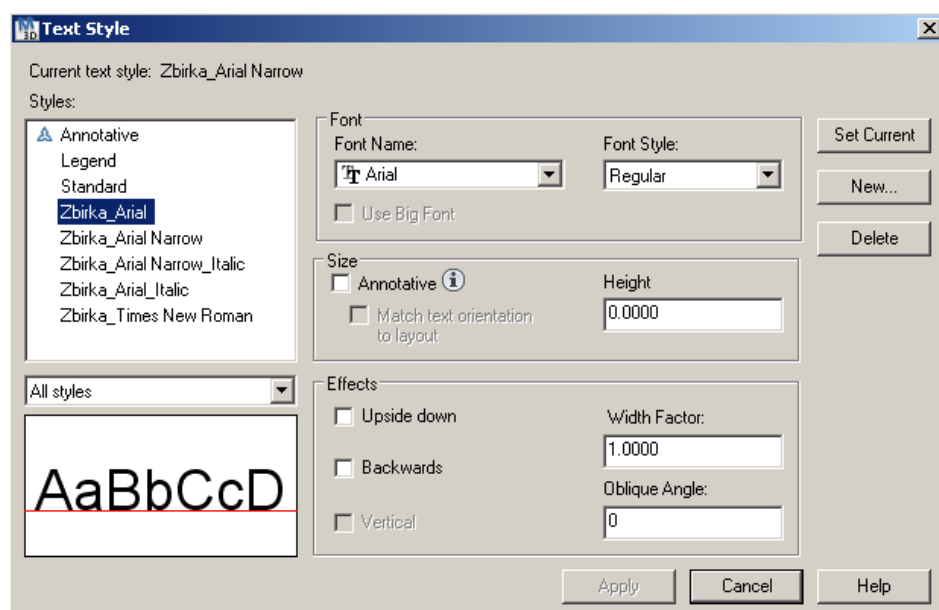 Text Style
Current text style: Zbirka_Arial Narrow
Styles:
Annotative
Legend
Standard
Zbirka_Arial
Zbirka_Arial Narrow
Zbirka_Arial Narrow_Italic
Zbirka_Arial_Italic
Zbirka_Times New Roman
All styles
AaBbCcD
Font
Font Name:
Arial
Use Big Font
Font Style:
Regular
Size
Annotative
Match text orientation
to layout
Height
0.0000
Effects
Upside down
Backwards
Vertical
Width Factor:
1.0000
Oblique Angle:
0
Set Current
New...
Delete
Apply
Cancel
Help